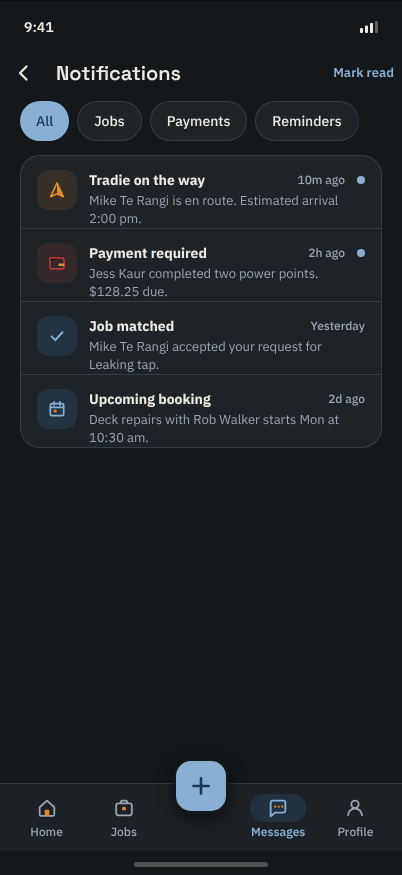 9:41
Notifications
Mark read
All
Jobs
Payments
Reminders
Tradie on the way
10m ago
Mike Te Rangi is en route. Estimated arrival
2:00 pm.
Payment required
2h ago
Jess Kaur completed two power points.
$128.25 due.
Job matched
Yesterday
Mike Te Rangi accepted your request for
Leaking tap.
Upcoming booking
2d ago
Deck repairs with Rob Walker starts Mon at
10:30 am.
Home
Jobs
Messages
Profile